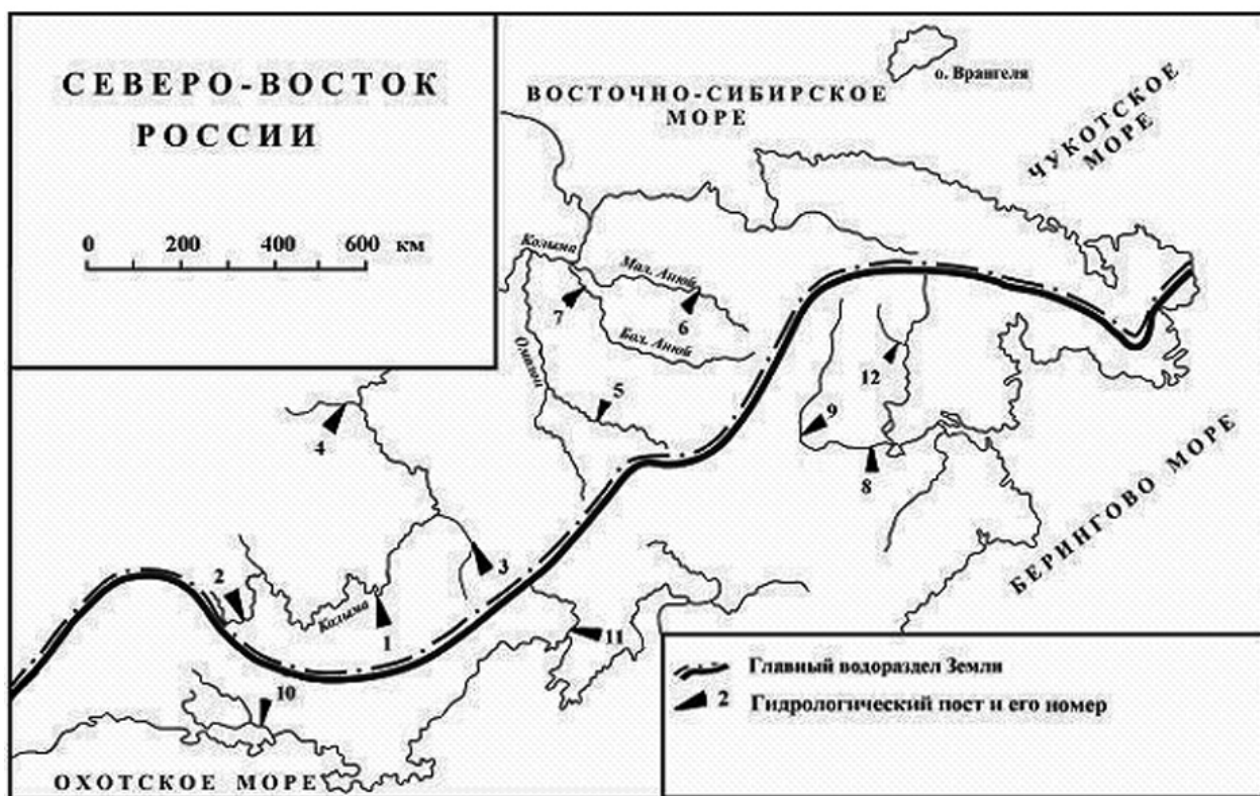 СЕВЕРО-ВОСТОК
РОССИИ
0 200 400 600 км
о. Врангеля
ВОСТОЧНО-СИБИРСКОЕ
МОРЕ
ЧУКОТСКОЕ
МОРЕ
Колыма
Мал. Анюй
7
6
Бол. Анюй
Омолон
12
5
9
4
8
БЕРИНГОВО МОРЕ
3
2
Колыма
1
11
10
ОХОТСКОЕ МОРЕ
Главный водораздел Земли
2 Гидрологический пост и его номер